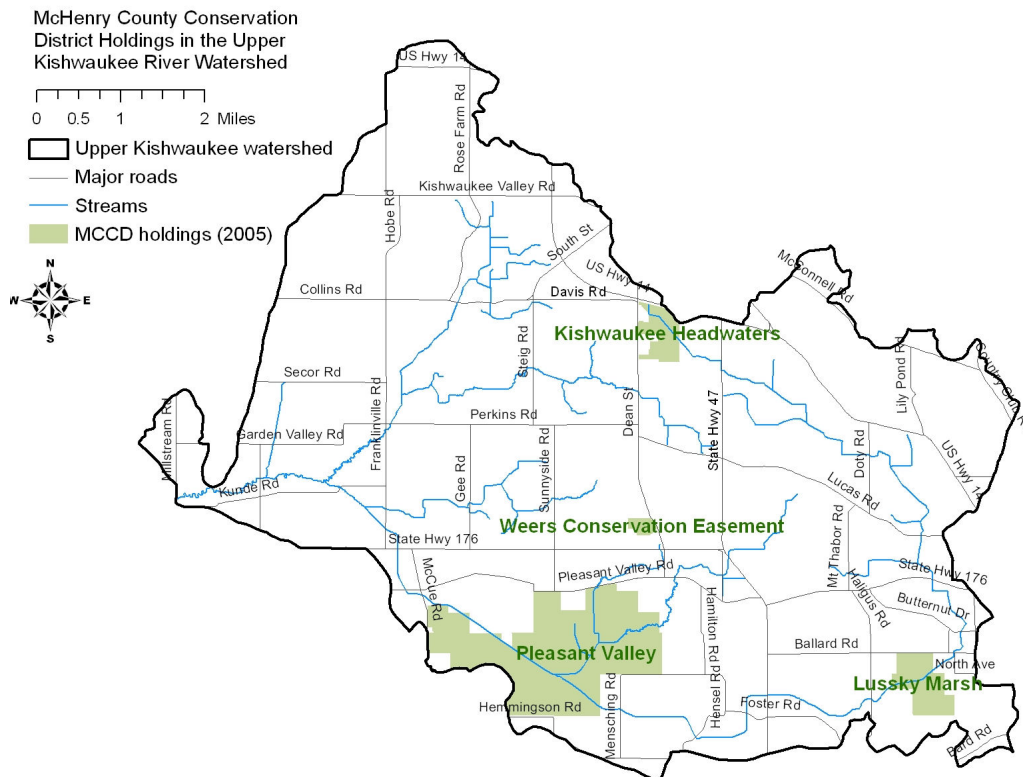 McHenry County Conservation
District Holdings in the Upper
Kishwaukee River Watershed
0 0.5 1 2 Miles
Upper Kishwaukee watershed
Major roads
Streams
MCCD holdings (2005)
N
W E
S
US Hwy 14
Rose Farm Rd
Kishwaukee Valley Rd
Hobe Rd
South St
US Hwy 14
McConnell Rd
Collins Rd
Davis Rd
Kishwaukee Headwaters
Steig Rd
Lily Pond Rd
Country Club R
Secor Rd
Franklinville Rd
Perkins Rd
Dean St
State Hwy 47
Millstream Rd
Garden Valley Rd
Doty Rd
US Hwy 14
Gee Rd
Sunnyside Rd
Kunde Rd
Lucas Rd
Weers Conservation Easement
State Hwy 176
Mt Thabor Rd
McCue Rd
Pleasant Valley Rd
State Hwy 176
Haligus Rd
Butternut Dr
Hamilton Rd
Ballard Rd
Pleasant Valley
North Ave
Lussky Marsh
Mensching Rd
Hensel Rd
Hemmingson Rd
Foster Rd
Bard Rd